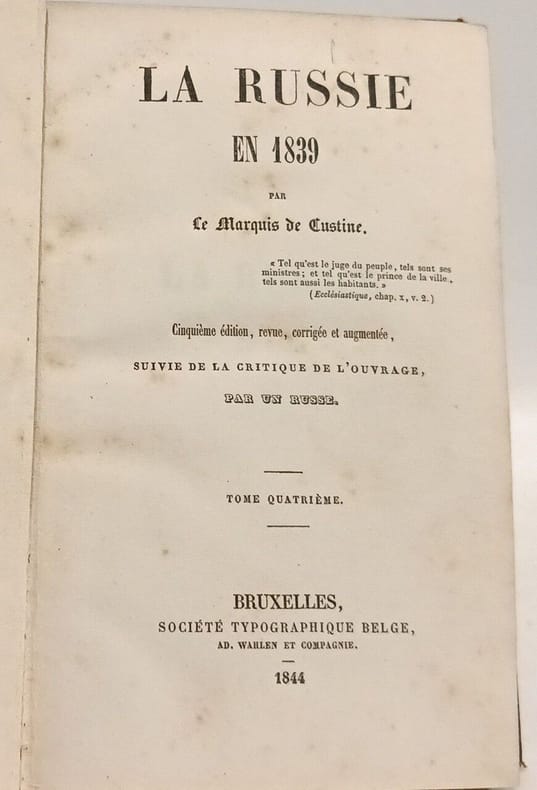 LA RUSSIE
EN 1839
PAR
Le Marquis de Custine.
« Tel qu'est le juge du peuple, tels sont ses
ministres; et tel qu'est le prince de la ville,
tels sont aussi les habitants. »
(Ecclésiastique, chap. x, v. 2.)
Cinquième édition, revue, corrigée et augmentée,
SUIVIE DE LA CRITIQUE DE L'OUVRAGE,
PAR UN RUSSE.
TOME QUATRIÈME.
BRUXELLES,
SOCIÉTÉ TYPOGRAPHIQUE BELGE,
AD. WAHLEN ET COMPAGNIE.
1844